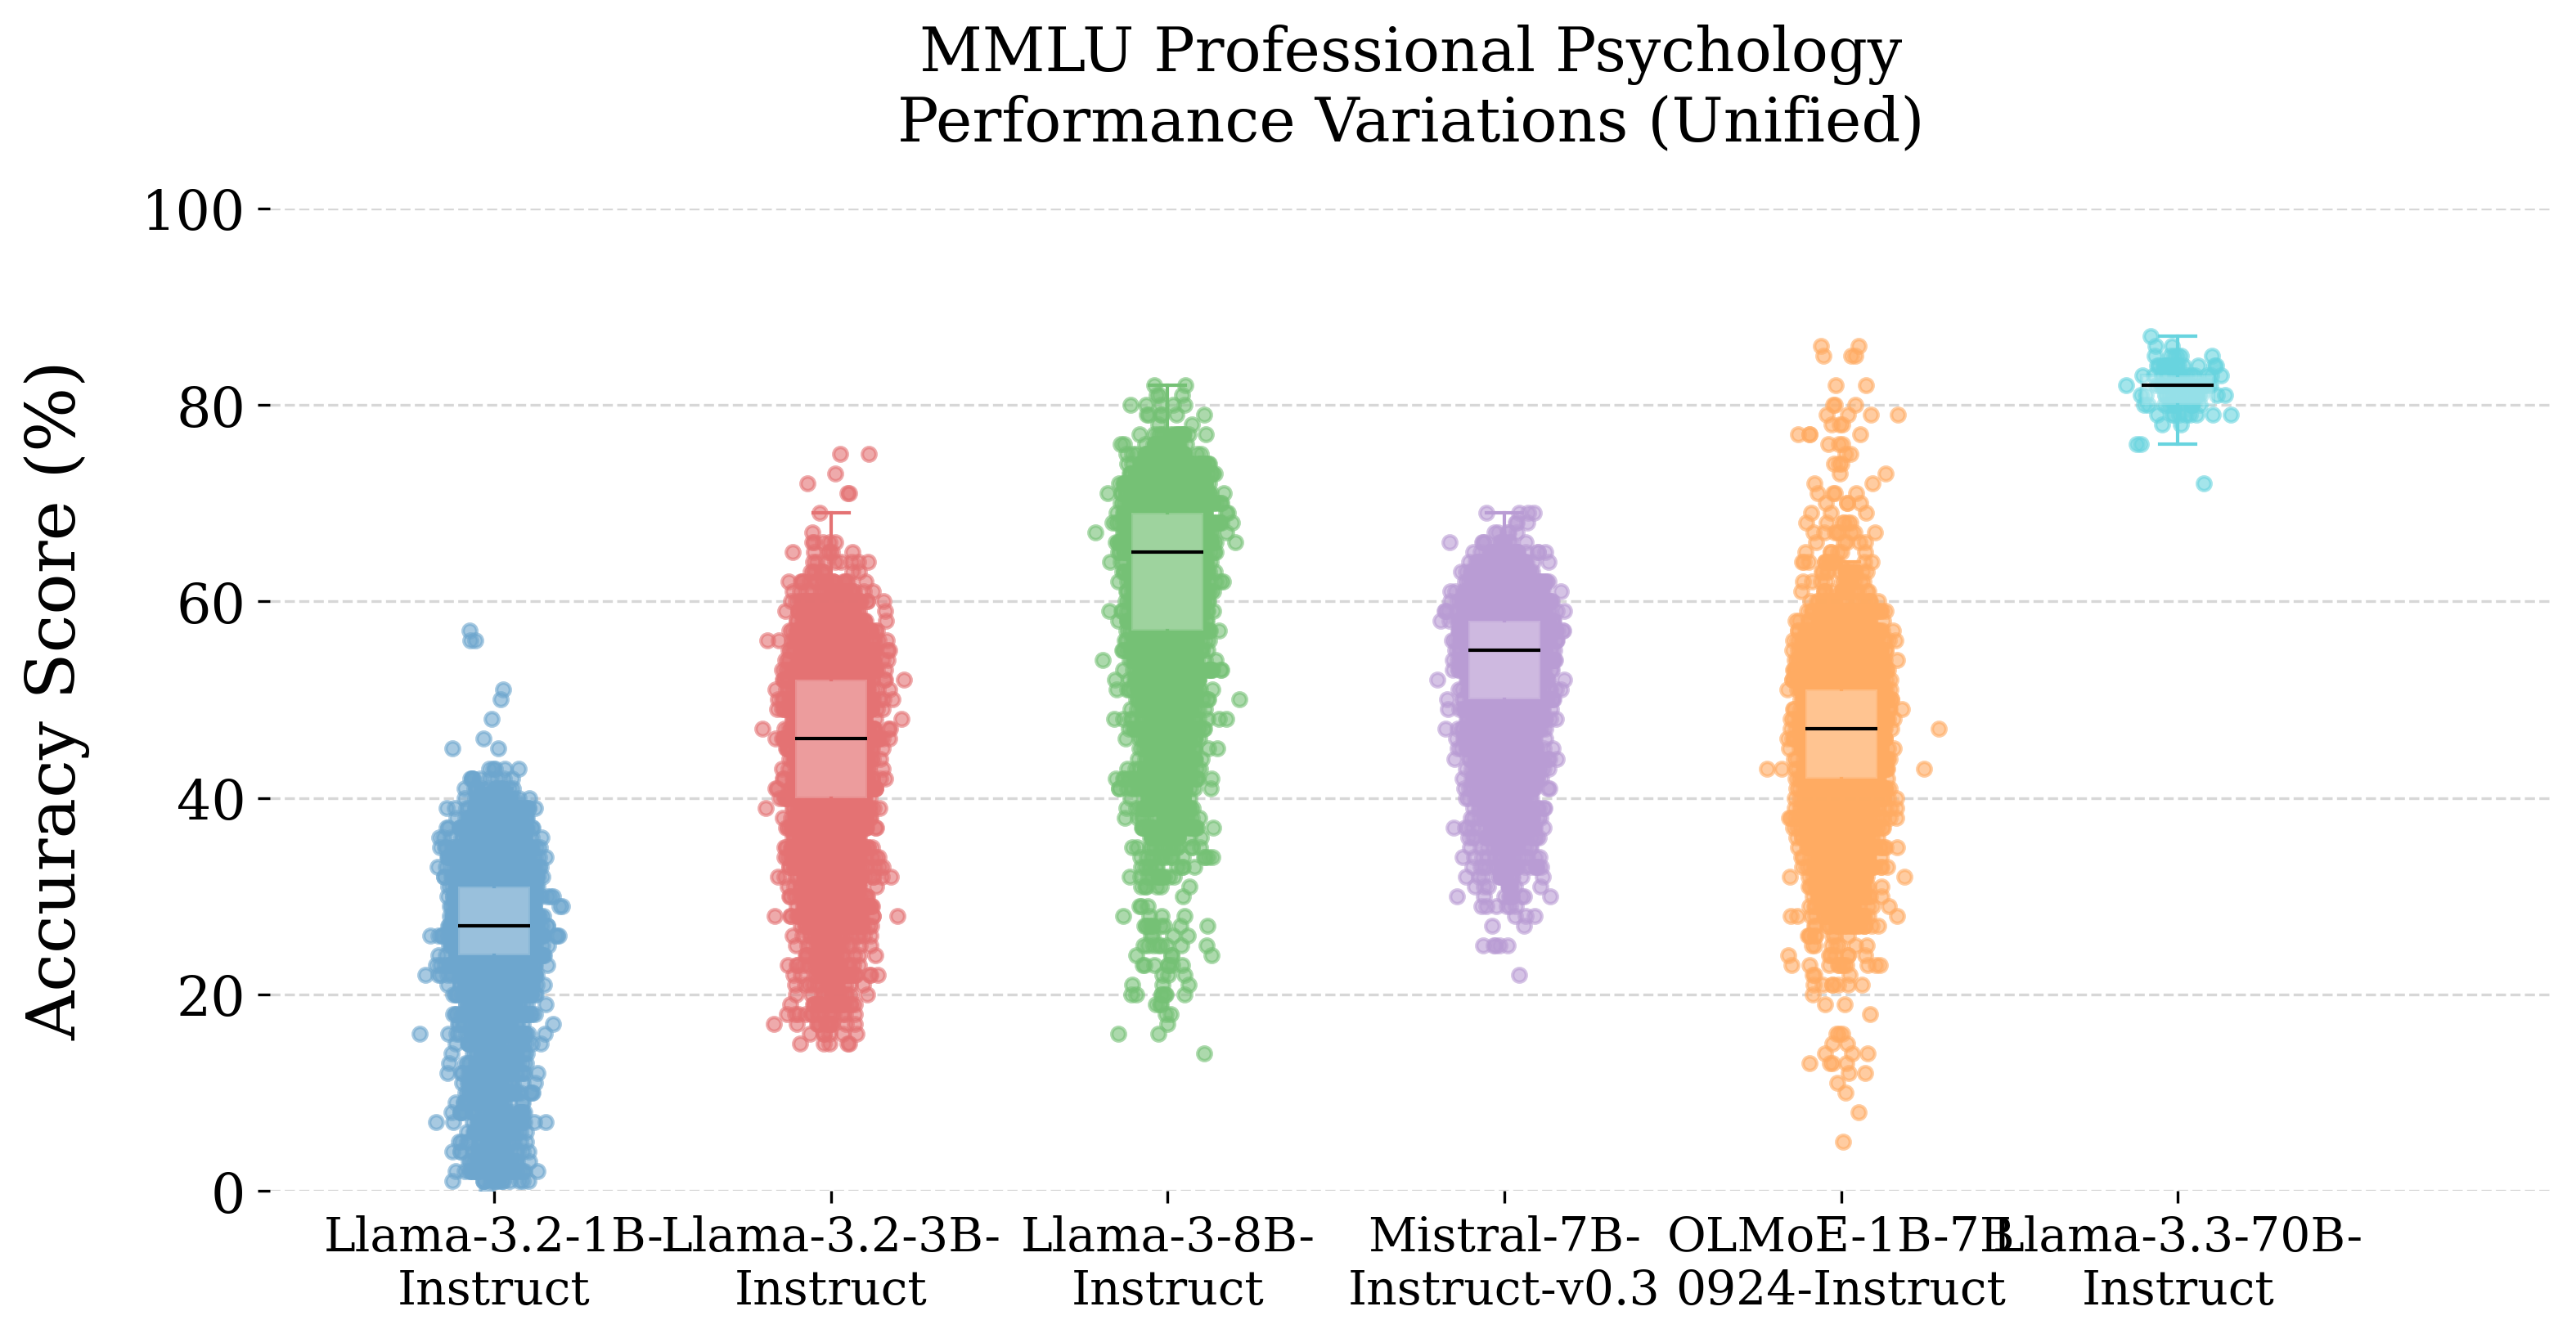 MMLU Professional Psychology
Performance Variations (Unified)
Accuracy Score (%)
100
80
60
40
20
0
Llama-3.2-1B-
Instruct
Llama-3.2-3B-
Instruct
Llama-3-8B-
Instruct
Mistral-7B-
Instruct-v0.3
OLMoE-1B-7B
0924-Instruct
Llama-3.3-70B-
Instruct